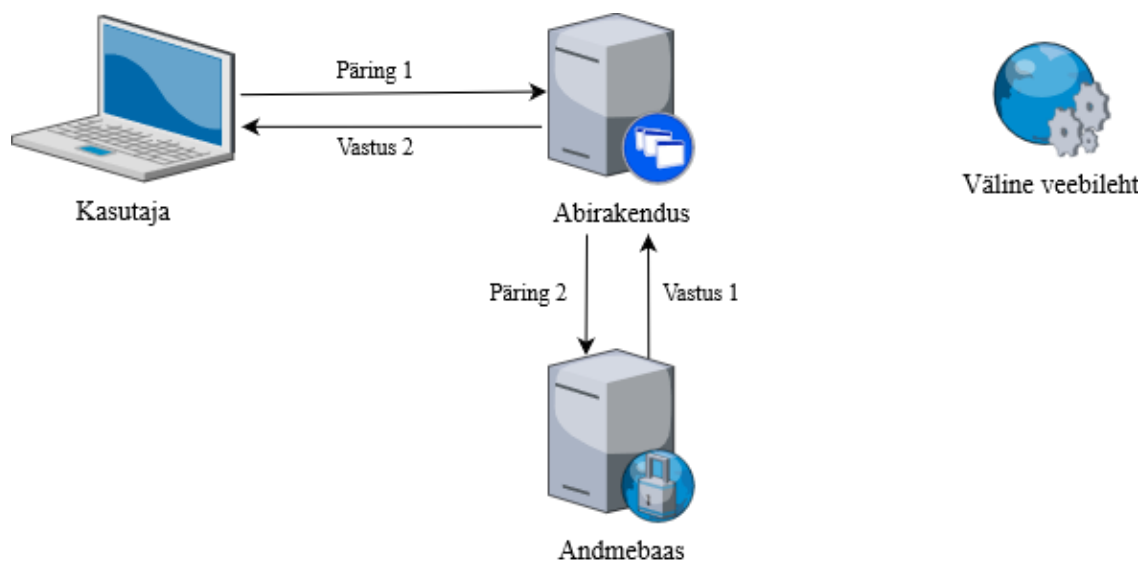 Päring 1
Vastus 2
Kasutaja
Abirakendus
Väline veebileht
Päring 2
Vastus 1
Andmebaas